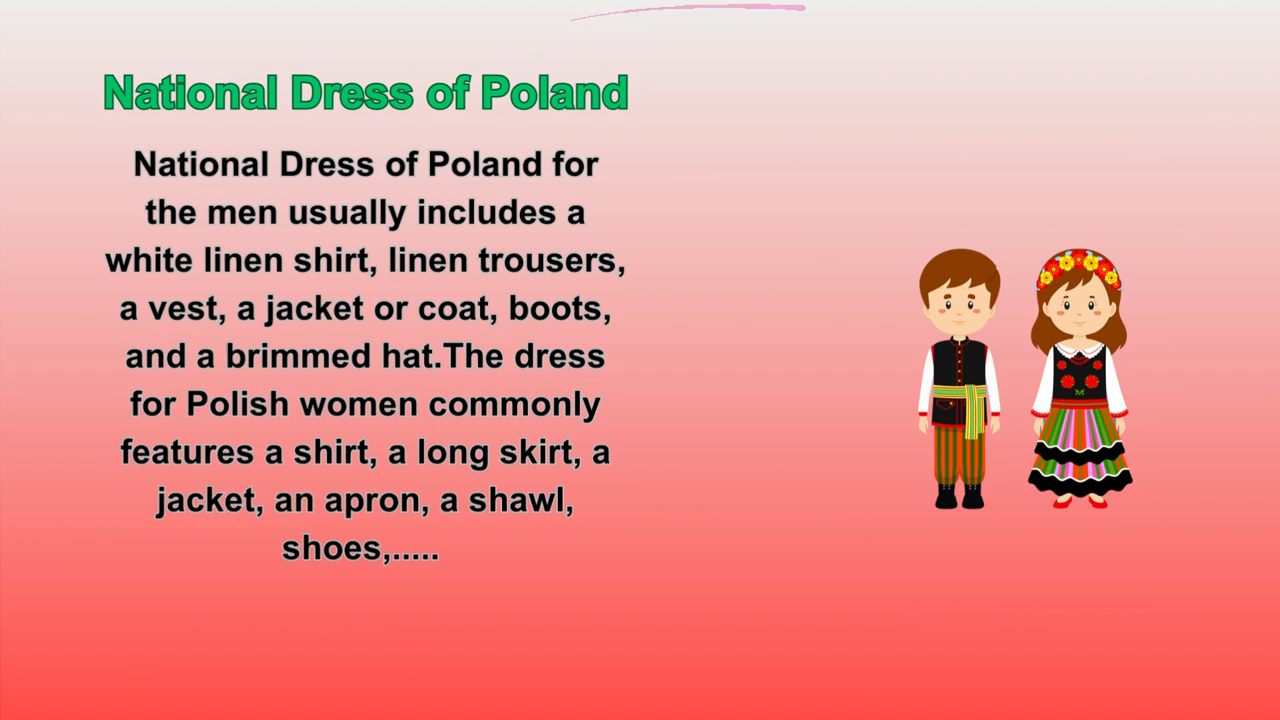 National Dress of Poland
National Dress of Poland for
the men usually includes a
white linen shirt, linen trousers,
a vest, a jacket or coat, boots,
and a brimmed hat.The dress
for Polish women commonly
features a shirt, a long skirt, a
jacket, an apron, a shawl,
shoes,.....